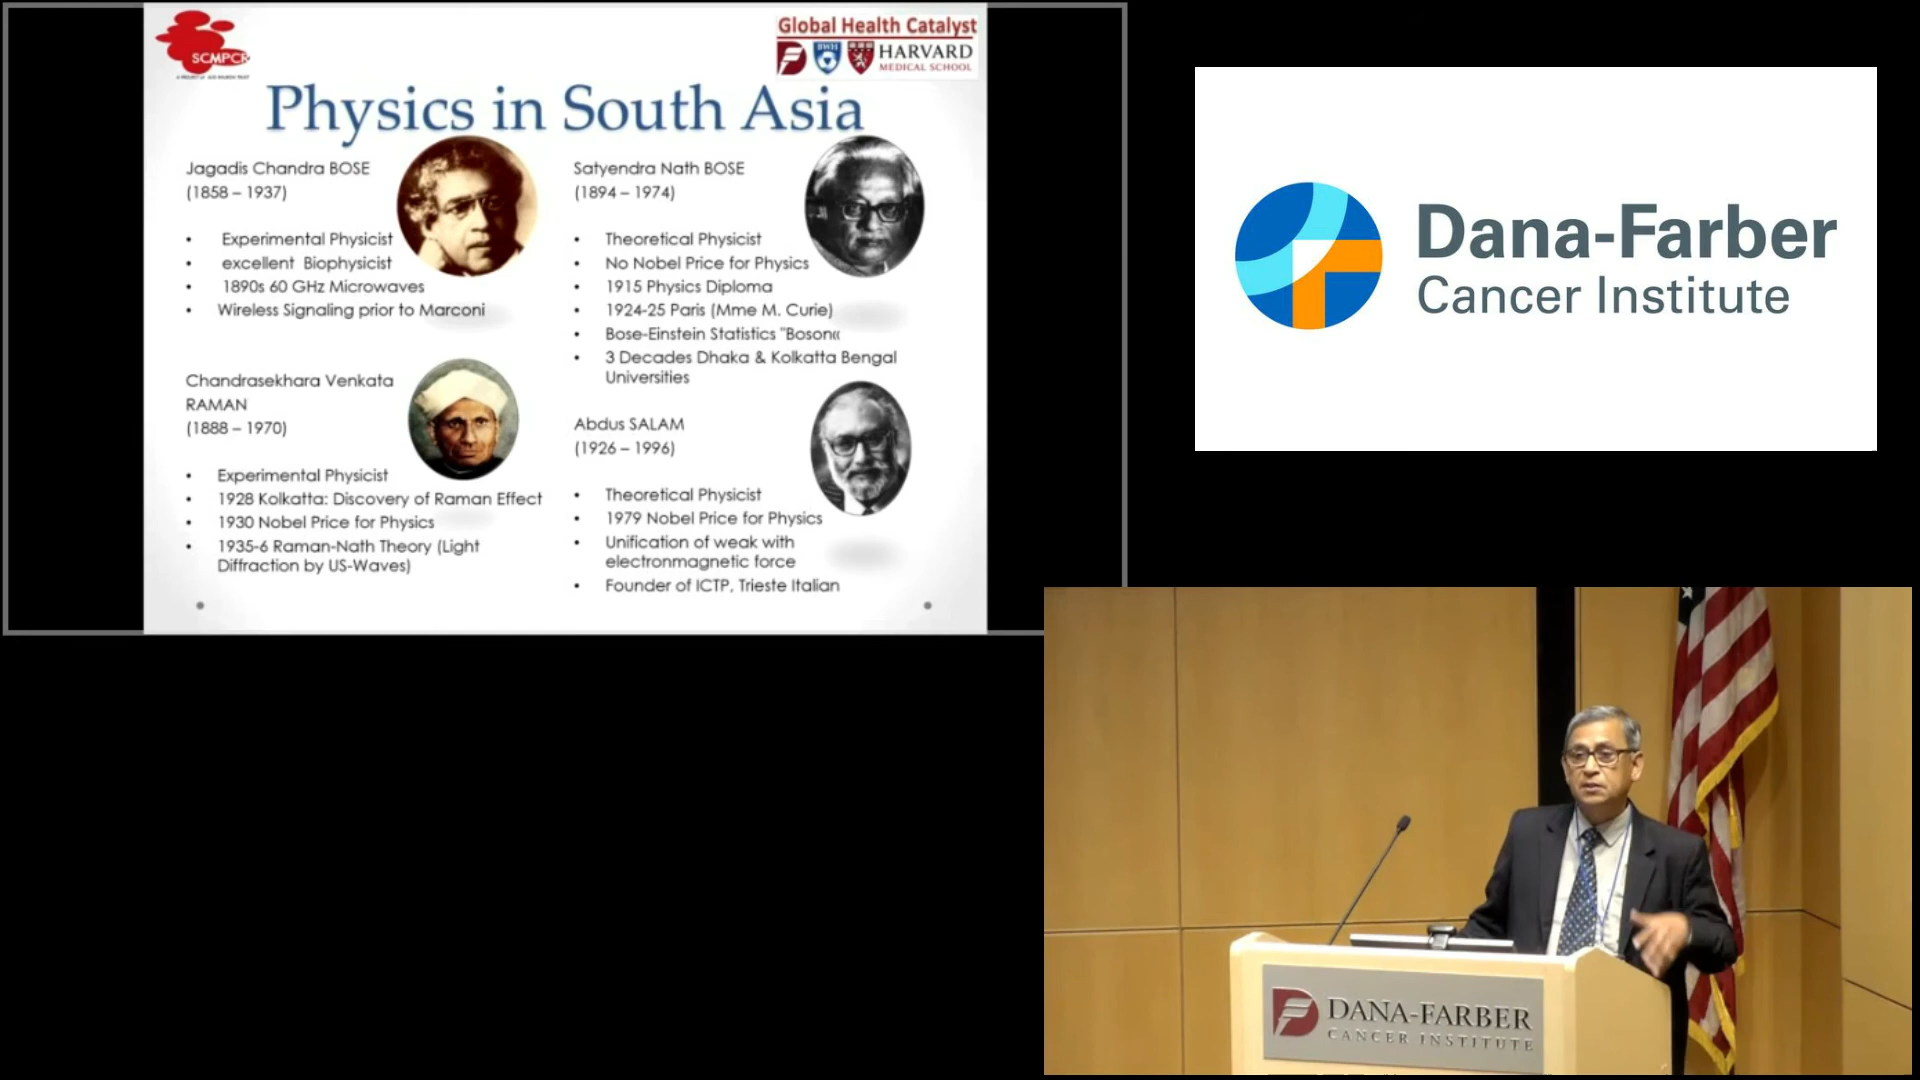 SCMPCR
Global Health Catalyst
BWH
HARVARD
MEDICAL SCHOOL
Physics in South Asia
Jagadis Chandra BOSE
(1858 – 1937)
• Experimental Physicist
• excellent Biophysicist
• 1890s 60 GHz Microwaves
• Wireless Signaling prior to Marconi
Chandrasekhara Venkata
RAMAN
(1888 – 1970)
• Experimental Physicist
• 1928 Kolkatta: Discovery of Raman Effect
• 1930 Nobel Price for Physics
• 1935-6 Raman-Nath Theory (Light
Diffraction by US-Waves)
Satyendra Nath BOSE
(1894 – 1974)
• Theoretical Physicist
• No Nobel Price for Physics
• 1915 Physics Diploma
• 1924-25 Paris (Mme M. Curie)
• Bose-Einstein Statistics "Boson«
• 3 Decades Dhaka & Kolkatta Bengal
Universities
Abdus SALAM
(1926 – 1996)
• Theoretical Physicist
• 1979 Nobel Price for Physics
• Unification of weak with
electronmagnetic force
• Founder of ICTP, Trieste Italian
Dana-Farber
Cancer Institute
DANA-FARBER
CANCER INSTITUTE